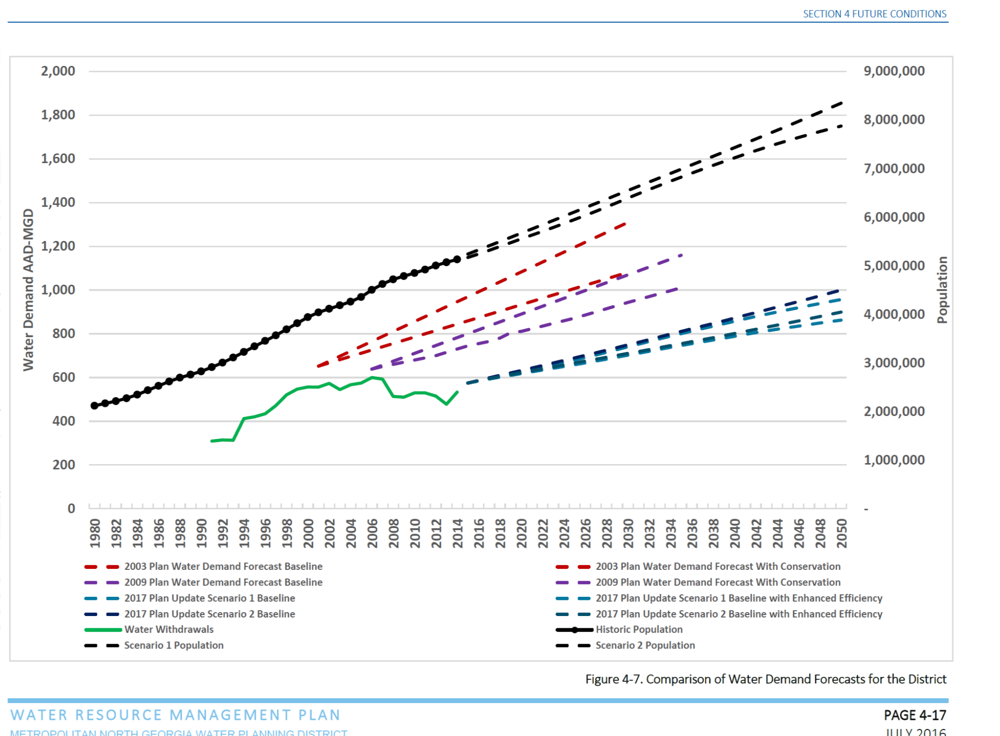 SECTION 4 FUTURE CONDITIONS
2,000
1,800
1,600
1,400
1,200
1,000
800
600
400
200
0
Water Demand AAD-MGD
9,000,000
8,000,000
7,000,000
6,000,000
5,000,000
4,000,000
3,000,000
2,000,000
1,000,000
-
Population
1980 1982 1984 1986 1988 1990 1992 1994 1996 1998 2000 2002 2004 2006 2008 2010 2012 2014 2016 2018 2020 2022 2024 2026 2028 2030 2032 2034 2036 2038 2040 2042 2044 2046 2048 2050
2003 Plan Water Demand Forecast Baseline
2003 Plan Water Demand Forecast With Conservation
2009 Plan Water Demand Forecast Baseline
2009 Plan Water Demand Forecast With Conservation
2017 Plan Update Scenario 1 Baseline
2017 Plan Update Scenario 1 Baseline with Enhanced Efficiency
2017 Plan Update Scenario 2 Baseline
2017 Plan Update Scenario 2 Baseline with Enhanced Efficiency
Water Withdrawals
Historic Population
Scenario 1 Population
Scenario 2 Population
Figure 4-7. Comparison of Water Demand Forecasts for the District
WATER RESOURCE MANAGEMENT PLAN
PAGE 4-17
METROPOLITAN NORTH GEORGIA WATER PLANNING DISTRICT
JULY 2016